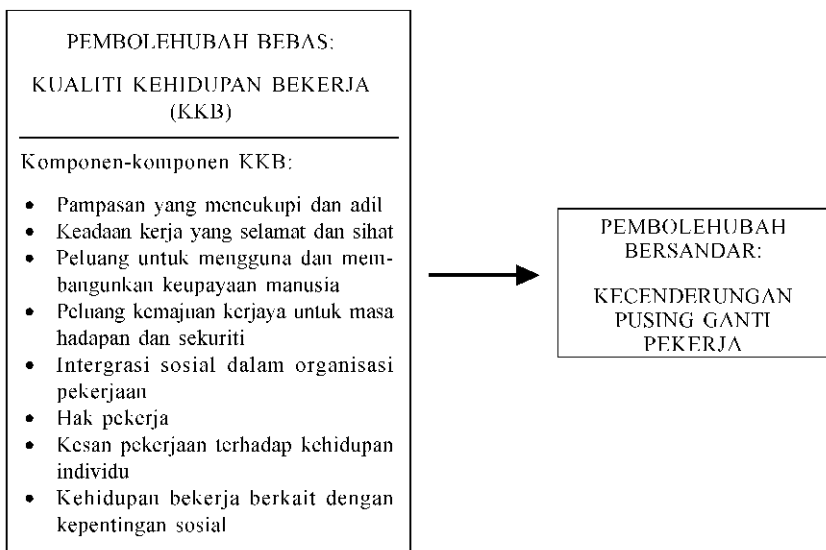 PEMBOLEHUBAH BEBAS:
KUALITI KEHIDUPAN BEKERJA
(KKB)
Komponen-komponen KKB:
• Pampasan yang mencukupi dan adil
• Keadaan kerja yang selamat dan sihat
• Peluang untuk mengguna dan mem-
bangunkan keupayaan manusia
• Peluang kemajuan kerjaya untuk masa
hadapan dan sekuriti
• Intergrasi sosial dalam organisasi
pekerjaan
• Hak pekerja
• Kesan pekerjaan terhadap kehidupan
individu
• Kehidupan bekerja berkait dengan
kepentingan sosial
PEMBOLEHUBAH
BERSANDAR:
KECENDERUNGAN
PUSING GANTI
PEKERJA